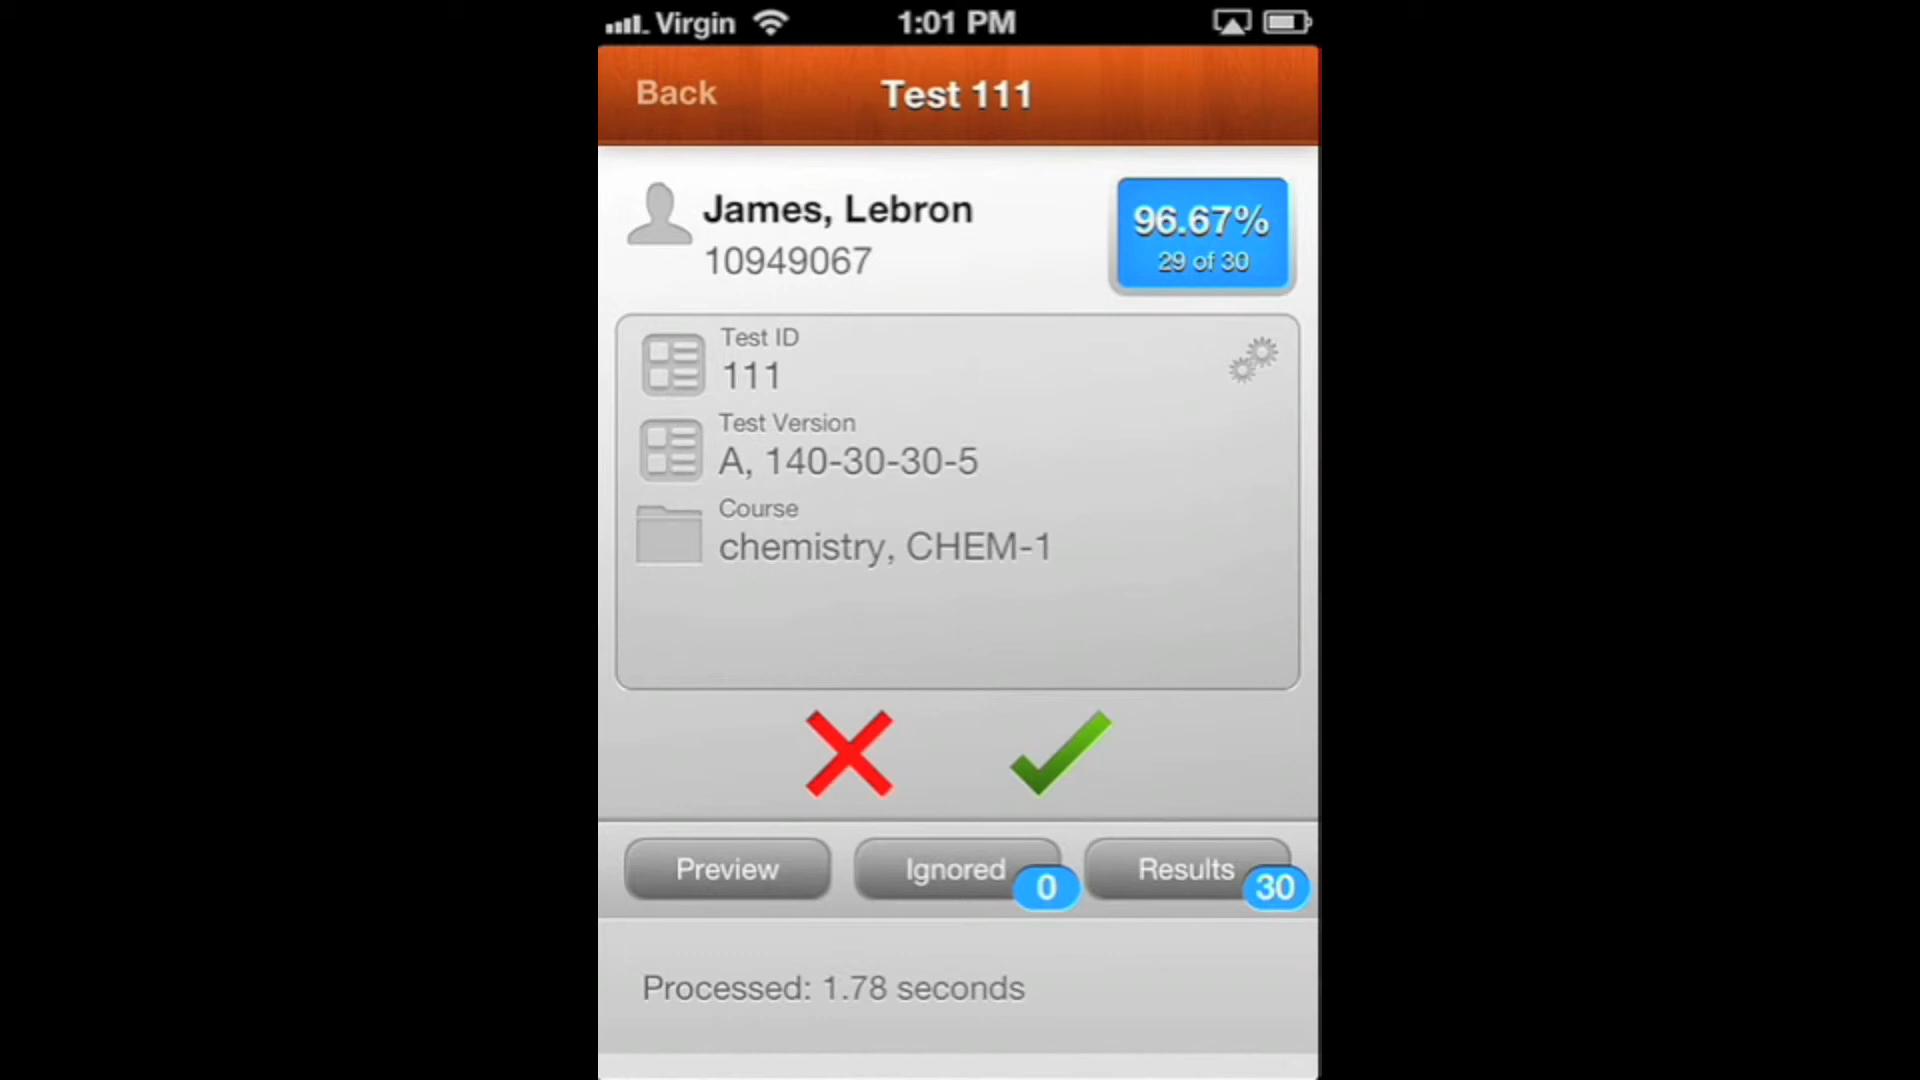 Virgin 1:01 PM
Back Test 111
James, Lebron
10949067
96.67%
29 of 30
Test ID
111
Test Version
A, 140-30-30-5
Course
chemistry, CHEM-1
Preview Ignored 0 Results 30
Processed: 1.78 seconds